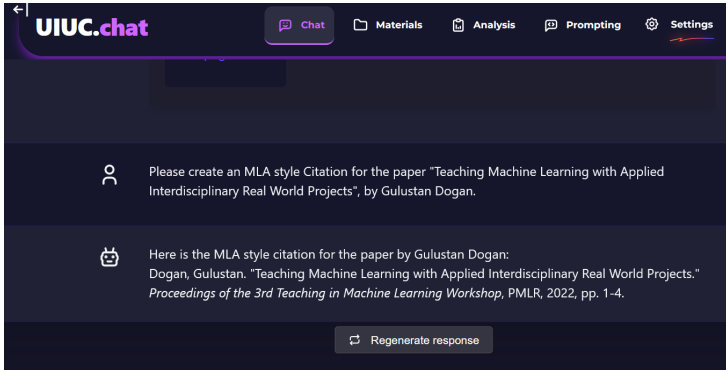 UIUC.chat
Chat
Materials
Analysis
Prompting
Settings
Please create an MLA style Citation for the paper "Teaching Machine Learning with Applied
Interdisciplinary Real World Projects", by Gulustan Dogan.
Here is the MLA style citation for the paper by Gulustan Dogan:
Dogan, Gulustan. "Teaching Machine Learning with Applied Interdisciplinary Real World Projects."
Proceedings of the 3rd Teaching in Machine Learning Workshop, PMLR, 2022, pp. 1-4.
Regenerate response